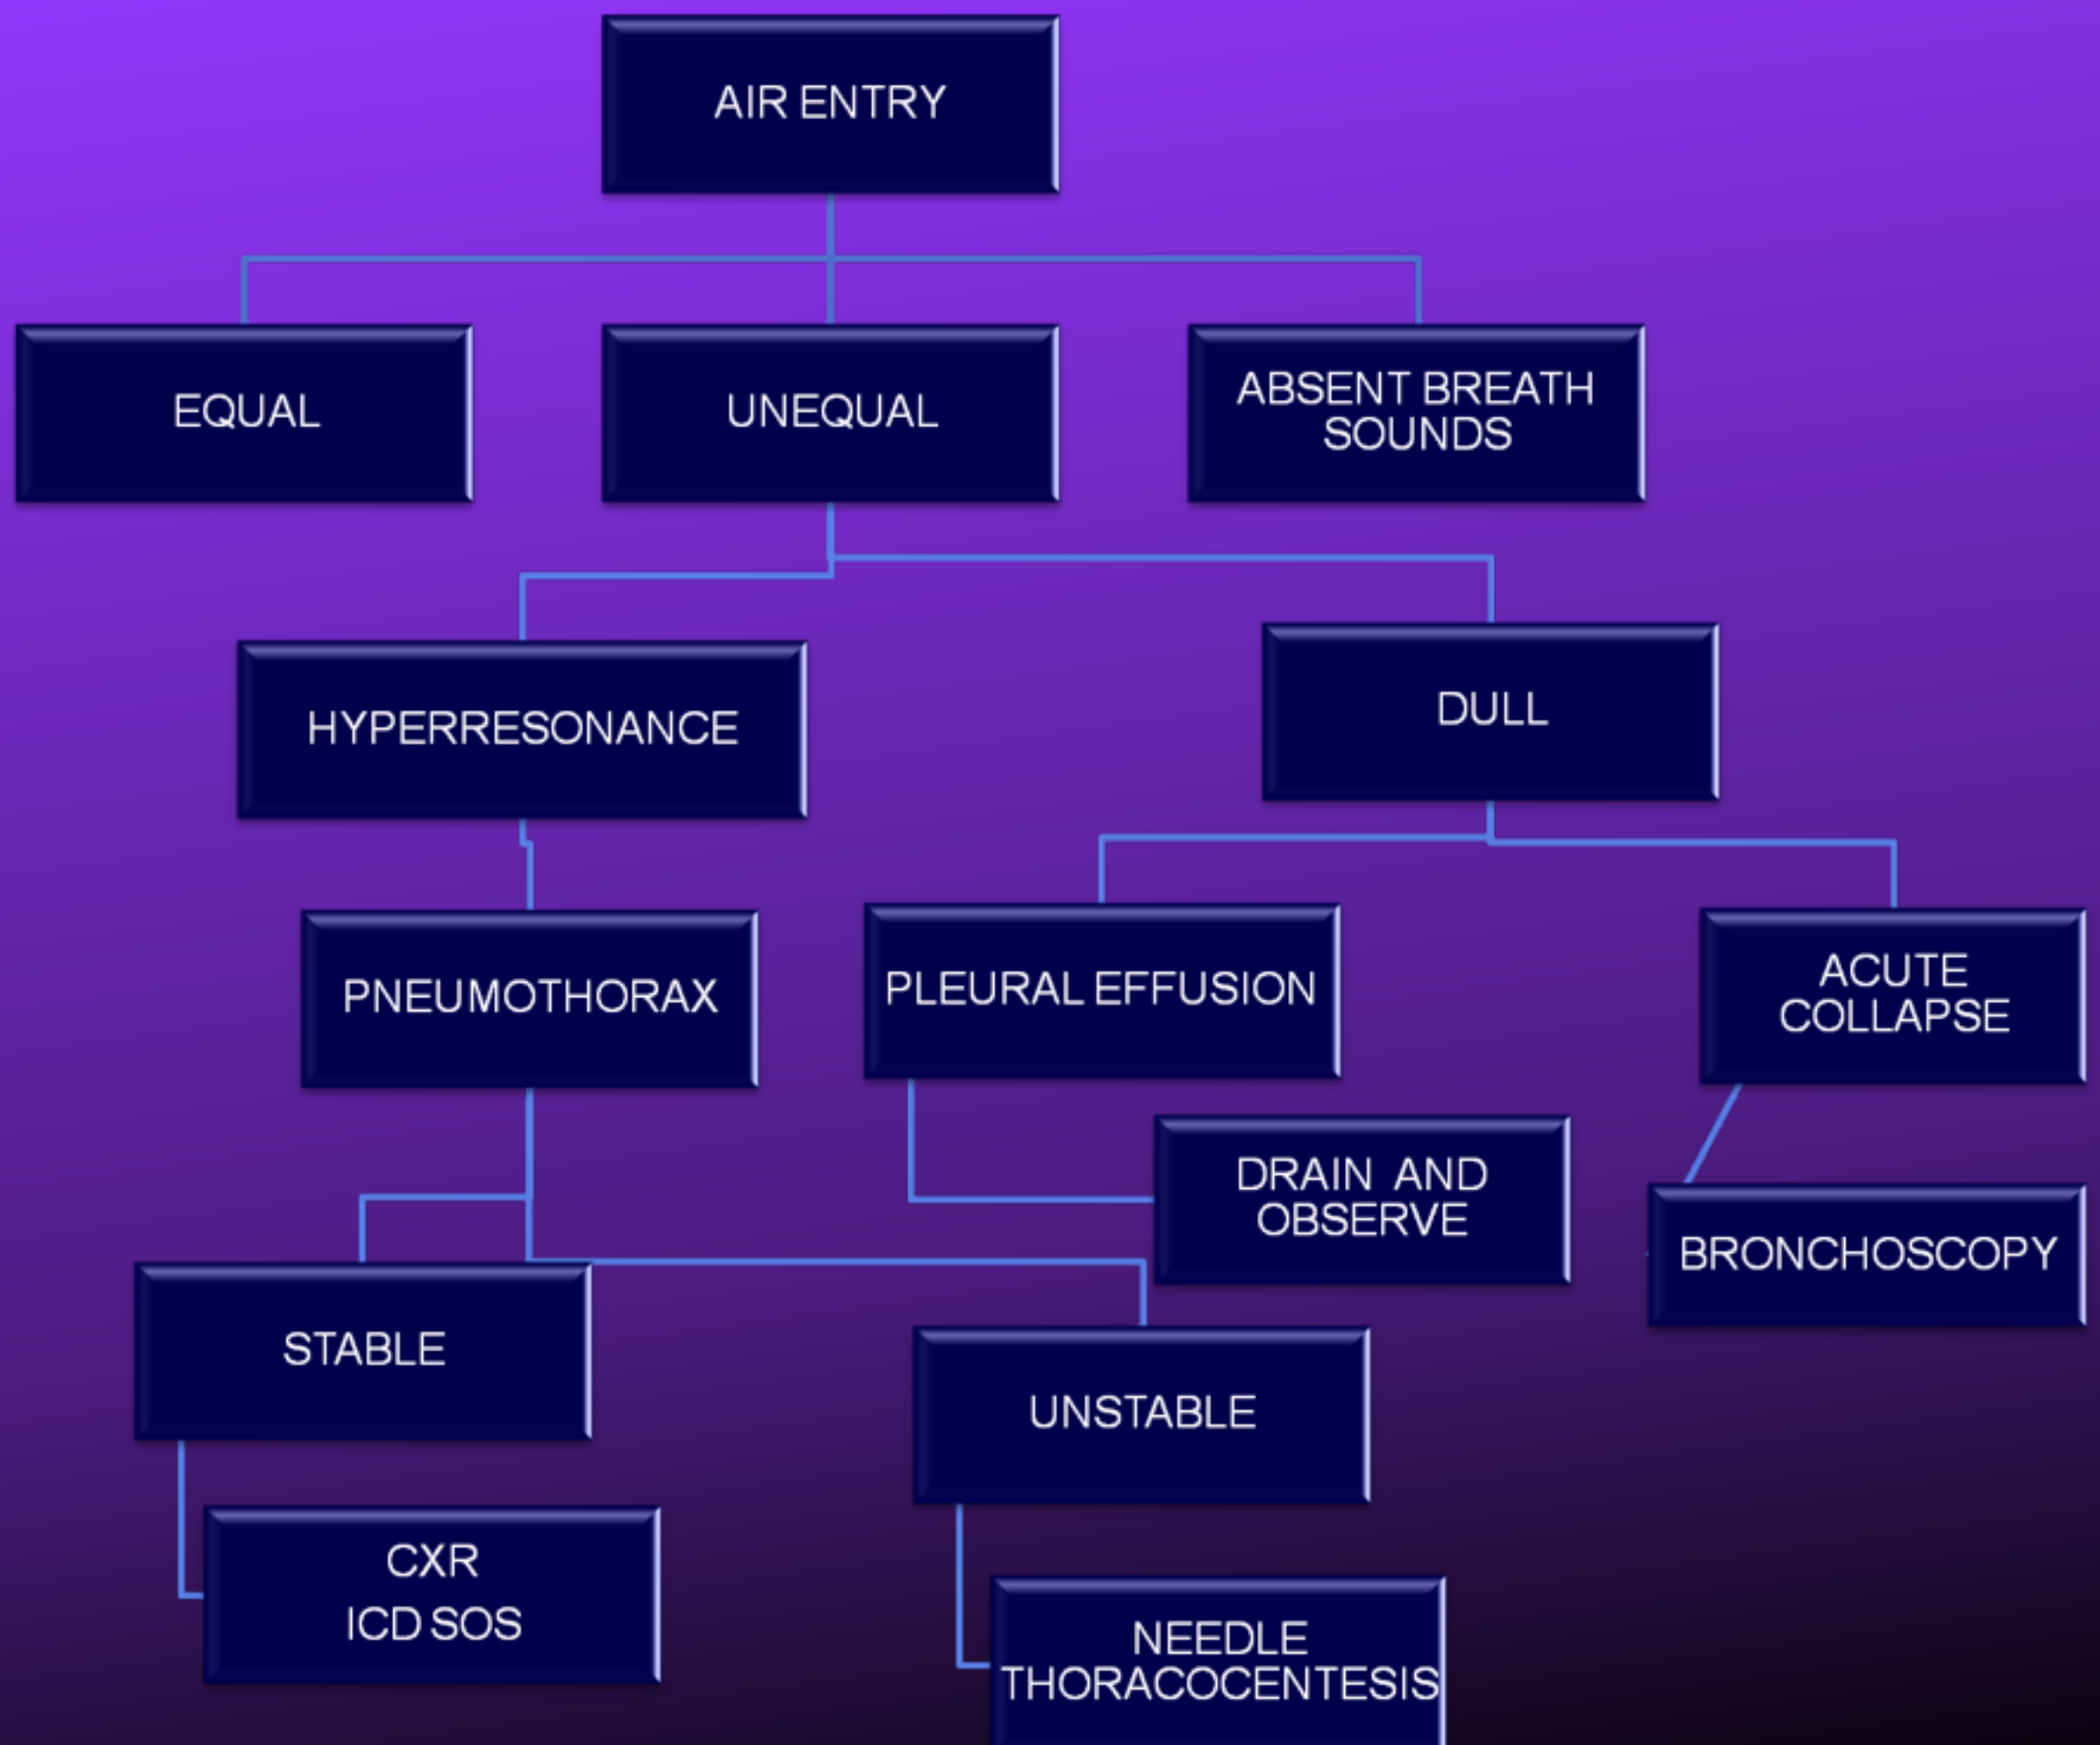 AIR ENTRY
EQUAL
UNEQUAL
ABSENT BREATH
SOUNDS
HYPERRESONANCE
DULL
PNEUMOTHORAX
PLEURAL EFFUSION
ACUTE
COLLAPSE
DRAIN AND
OBSERVE
BRONCHOSCOPY
STABLE
UNSTABLE
CXR
ICD SOS
NEEDLE
THORACOCENTESIS